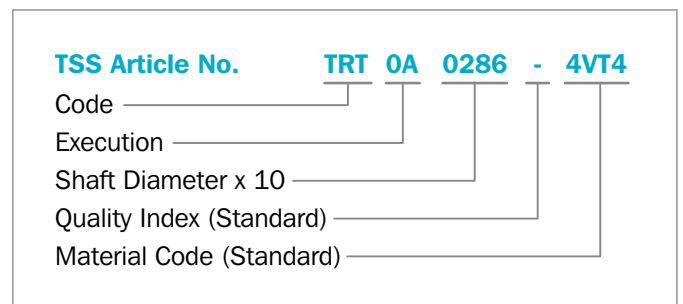 TSS Article No. TRT 0A 0286 - 4VT4
Code
Execution
Shaft Diameter x 10
Quality Index (Standard)
Material Code (Standard)